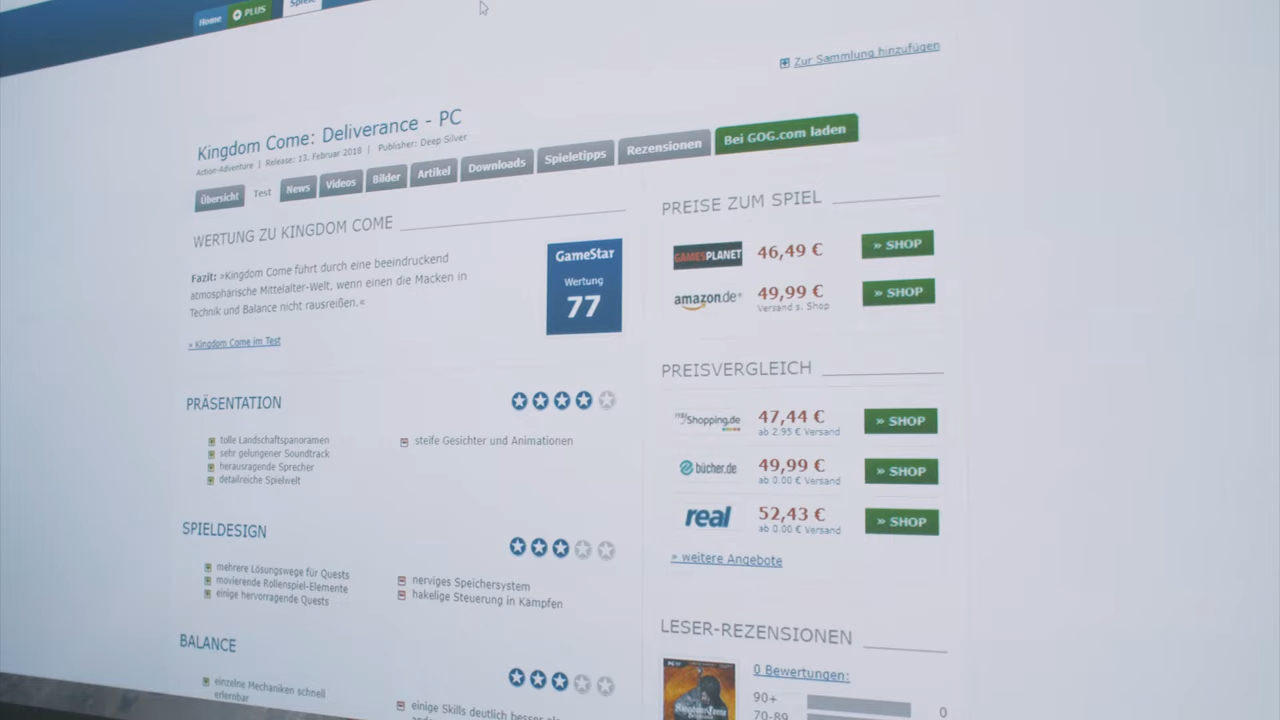 Home
PLUS
Spiele
Zur Sammlung hinzufügen
Kingdom Come: Deliverance - PC
Action-Adventure | Release: 13. Februar 2018 | Publisher: Deep Silver
Übersicht Test News Videos Bilder Artikel Downloads Spieletipps Rezensionen Bei GOG.com laden
WERTUNG ZU KINGDOM COME
Fazit: »Kingdom Come führt durch eine beeindruckend
atmosphärische Mittelalter-Welt, wenn einen die Macken in
Technik und Balance nicht rausreißen.«
» Kingdom Come im Test
GameStar
Wertung
77
PRÄSENTATION
tolle Landschaftspanoramen
sehr gelungener Soundtrack
herausragende Sprecher
detailreiche Spielwelt
steife Gesichter und Animationen
SPIELDESIGN
mehrere Lösungswege für Quests
movierende Rollenspiel-Elemente
einige hervorragende Quests
nerviges Speichersystem
hakelige Steuerung in Kämpfen
BALANCE
einzelne Mechaniken schnell
erlernbar
einige Skills deutlich besser als
PREISE ZUM SPIEL
GAMESPLANET 46,49 € » SHOP
amazon.de 49,99 € » SHOP
Versand s. Shop
PREISVERGLEICH
Shopping.de 47,44 € » SHOP
ab 2.95 € Versand
bücher.de 49,99 € » SHOP
ab 0.00 € Versand
real 52,43 € » SHOP
ab 0.00 € Versand
» weitere Angebote
LESER-REZENSIONEN
0 Bewertungen:
90+ 0
70-89